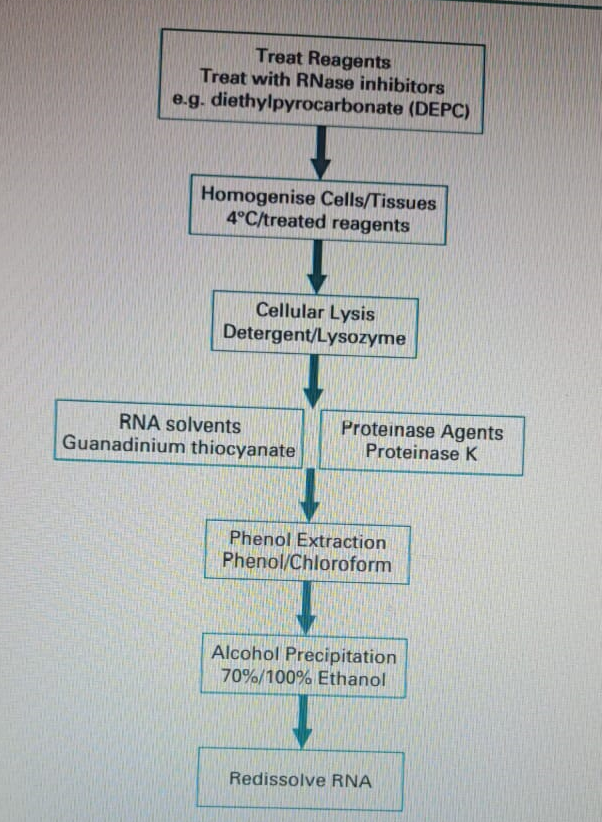 Treat Reagents
Treat with RNase inhibitors
e.g. diethylpyrocarbonate (DEPC)
Homogenise Cells/Tissues
4°C/treated reagents
Cellular Lysis
Detergent/Lysozyme
RNA solvents
Guanadinium thiocyanate
Proteinase Agents
Proteinase K
Phenol Extraction
Phenol/Chloroform
Alcohol Precipitation
70%/100% Ethanol
Redissolve RNA